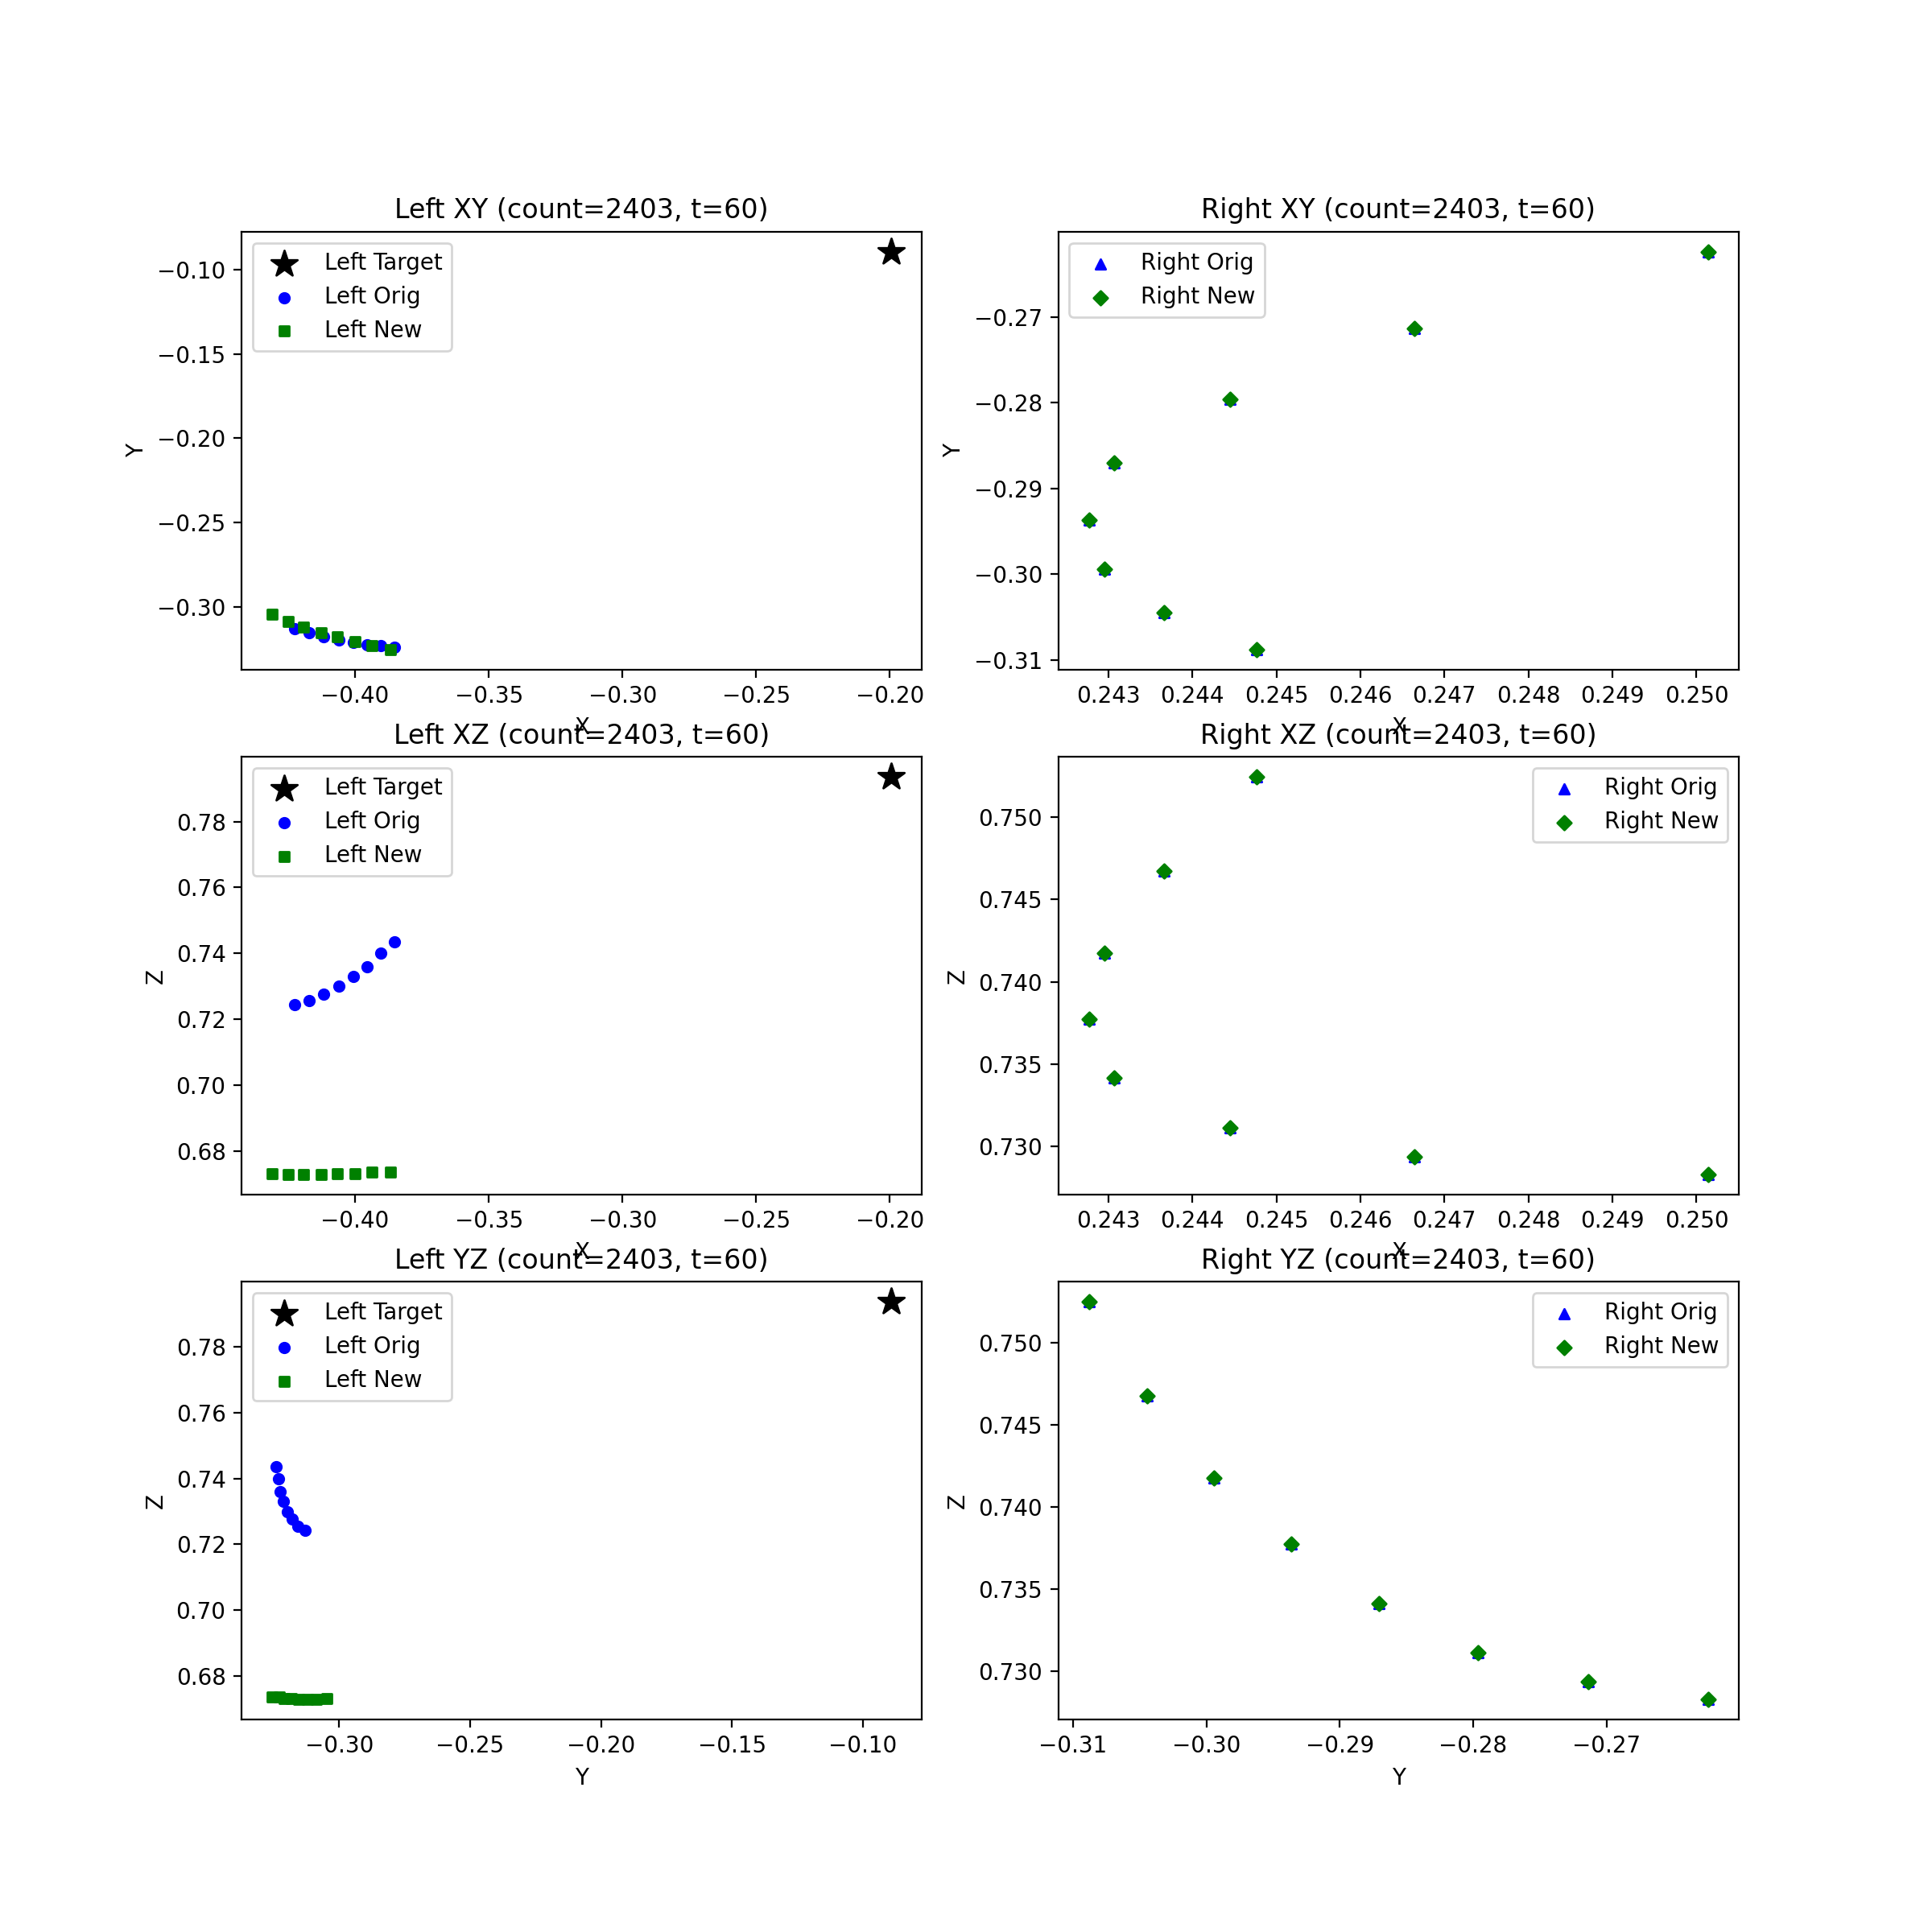 Left XY (count=2403, t=60)
Left Target
Left Orig
Left New
Y
−0.10
−0.15
−0.20
−0.25
−0.30
−0.40
−0.35
−0.30
−0.25
−0.20
X
Right XY (count=2403, t=60)
Right Orig
Right New
Y
−0.27
−0.28
−0.29
−0.30
−0.31
0.243
0.244
0.245
0.246
0.247
0.248
0.249
0.250
X
Left XZ (count=2403, t=60)
Left Target
Left Orig
Left New
Z
0.78
0.76
0.74
0.72
0.70
0.68
−0.40
−0.35
−0.30
−0.25
−0.20
X
Right XZ (count=2403, t=60)
Right Orig
Right New
Z
0.750
0.745
0.740
0.735
0.730
0.243
0.244
0.245
0.246
0.247
0.248
0.249
0.250
X
Left YZ (count=2403, t=60)
Left Target
Left Orig
Left New
Z
0.78
0.76
0.74
0.72
0.70
0.68
−0.30
−0.25
−0.20
−0.15
−0.10
Y
Right YZ (count=2403, t=60)
Right Orig
Right New
Z
0.750
0.745
0.740
0.735
0.730
−0.31
−0.30
−0.29
−0.28
−0.27
Y